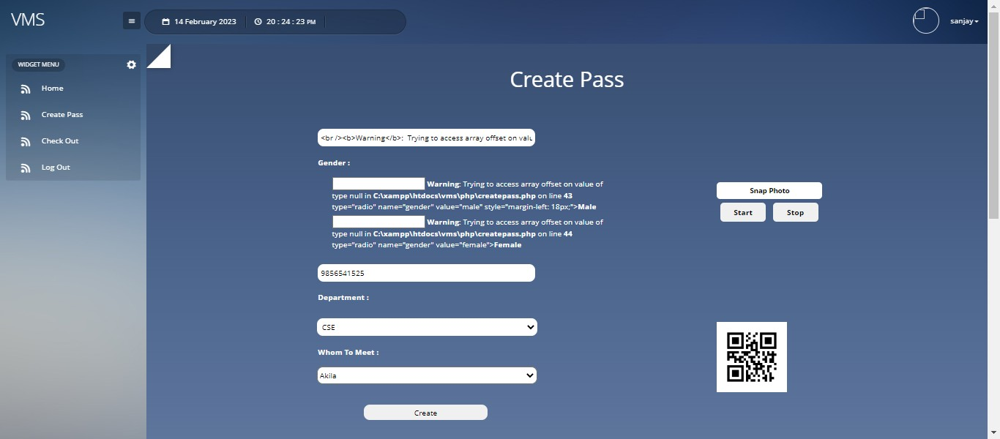 VMS
14 February 2023
20 : 24 : 23 PM
sanjay
WIDGET MENU
Home
Create Pass
Check Out
Log Out
Create Pass
<br /><b>Warning</b>:  Trying to access array offset on valu
Gender :
Warning: Trying to access array offset on value of
type null in C:\xampp\htdocs\vms\php\createpass.php on line 43
type="radio" name="gender" value="male" style="margin-left: 18px;">Male
Warning: Trying to access array offset on value of
type null in C:\xampp\htdocs\vms\php\createpass.php on line 44
type="radio" name="gender" value="female">Female
Snap Photo
Start Stop
9856541525
Department :
CSE
Whom To Meet :
Akila
Create